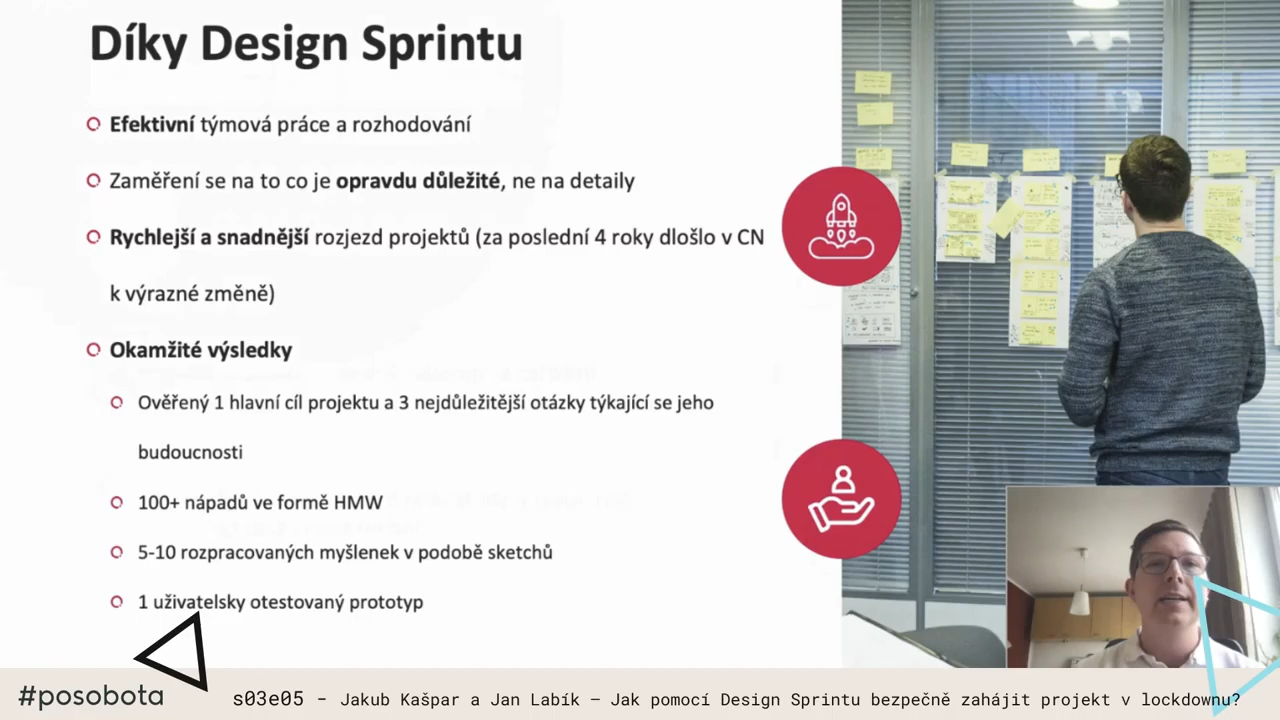 Díky Design Sprintu
Efektivní týmová práce a rozhodování
Zaměření se na to co je opravdu důležité, ne na detaily
Rychlejší a snadnější rozjezd projektů (za poslední 4 roky dlošlo v CN
k výrazné změně)
Okamžité výsledky
Ověřený 1 hlavní cíl projektu a 3 nejdůležitější otázky týkající se jeho
budoucnosti
100+ nápadů ve formě HMW
5-10 rozpracovaných myšlenek v podobě sketchů
1 uživatelsky otestovaný prototyp
#posobota s03e05 – Jakub Kašpar a Jan Labík — Jak pomocí Design Sprintu bezpečně zahájit projekt v lockdownu?